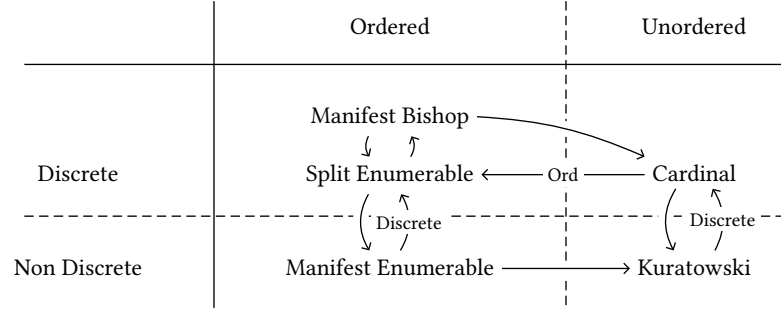 Ordered Unordered
Manifest Bishop
Discrete Split Enumerable Ord Cardinal
Discrete Discrete
Non Discrete Manifest Enumerable Kuratowski